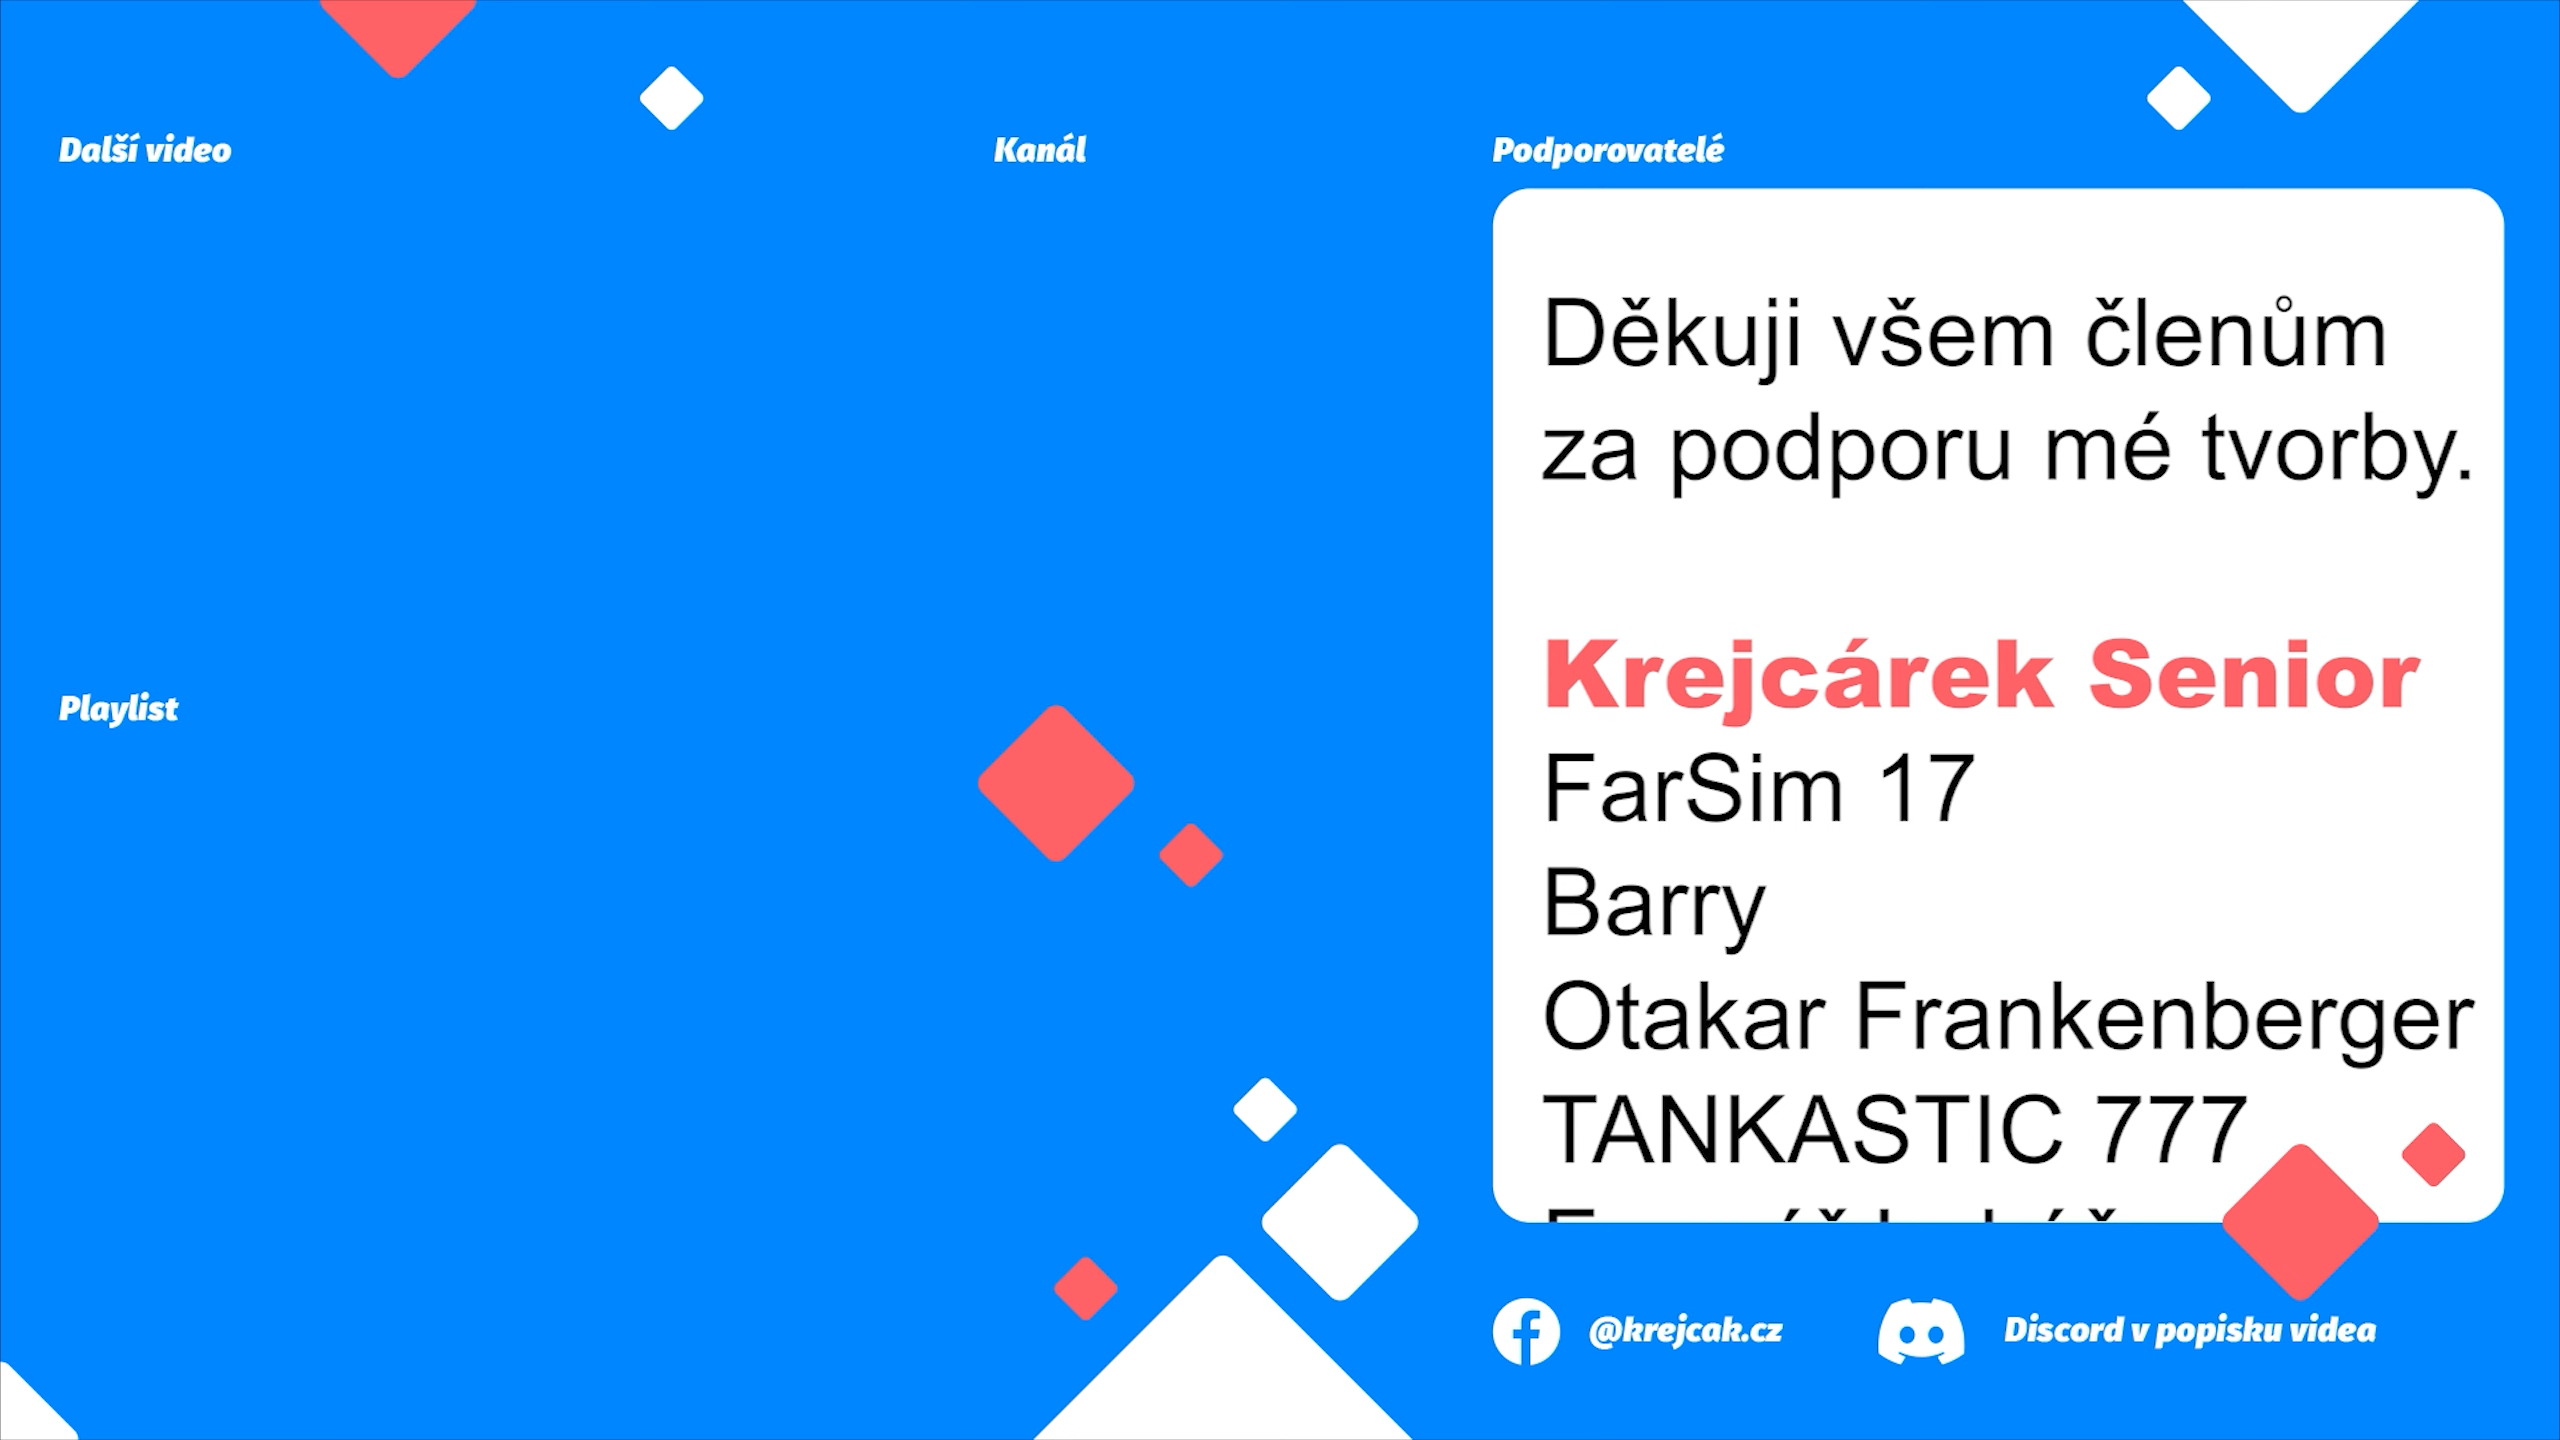 Další video
Kanál
Podporovatelé
Děkuji všem členům
za podporu mé tvorby.
Krejcárek Senior
FarSim 17
Barry
Otakar Frankenberger
TANKASTIC 777
Playlist
@krejcak.cz
Discord v popisku videa